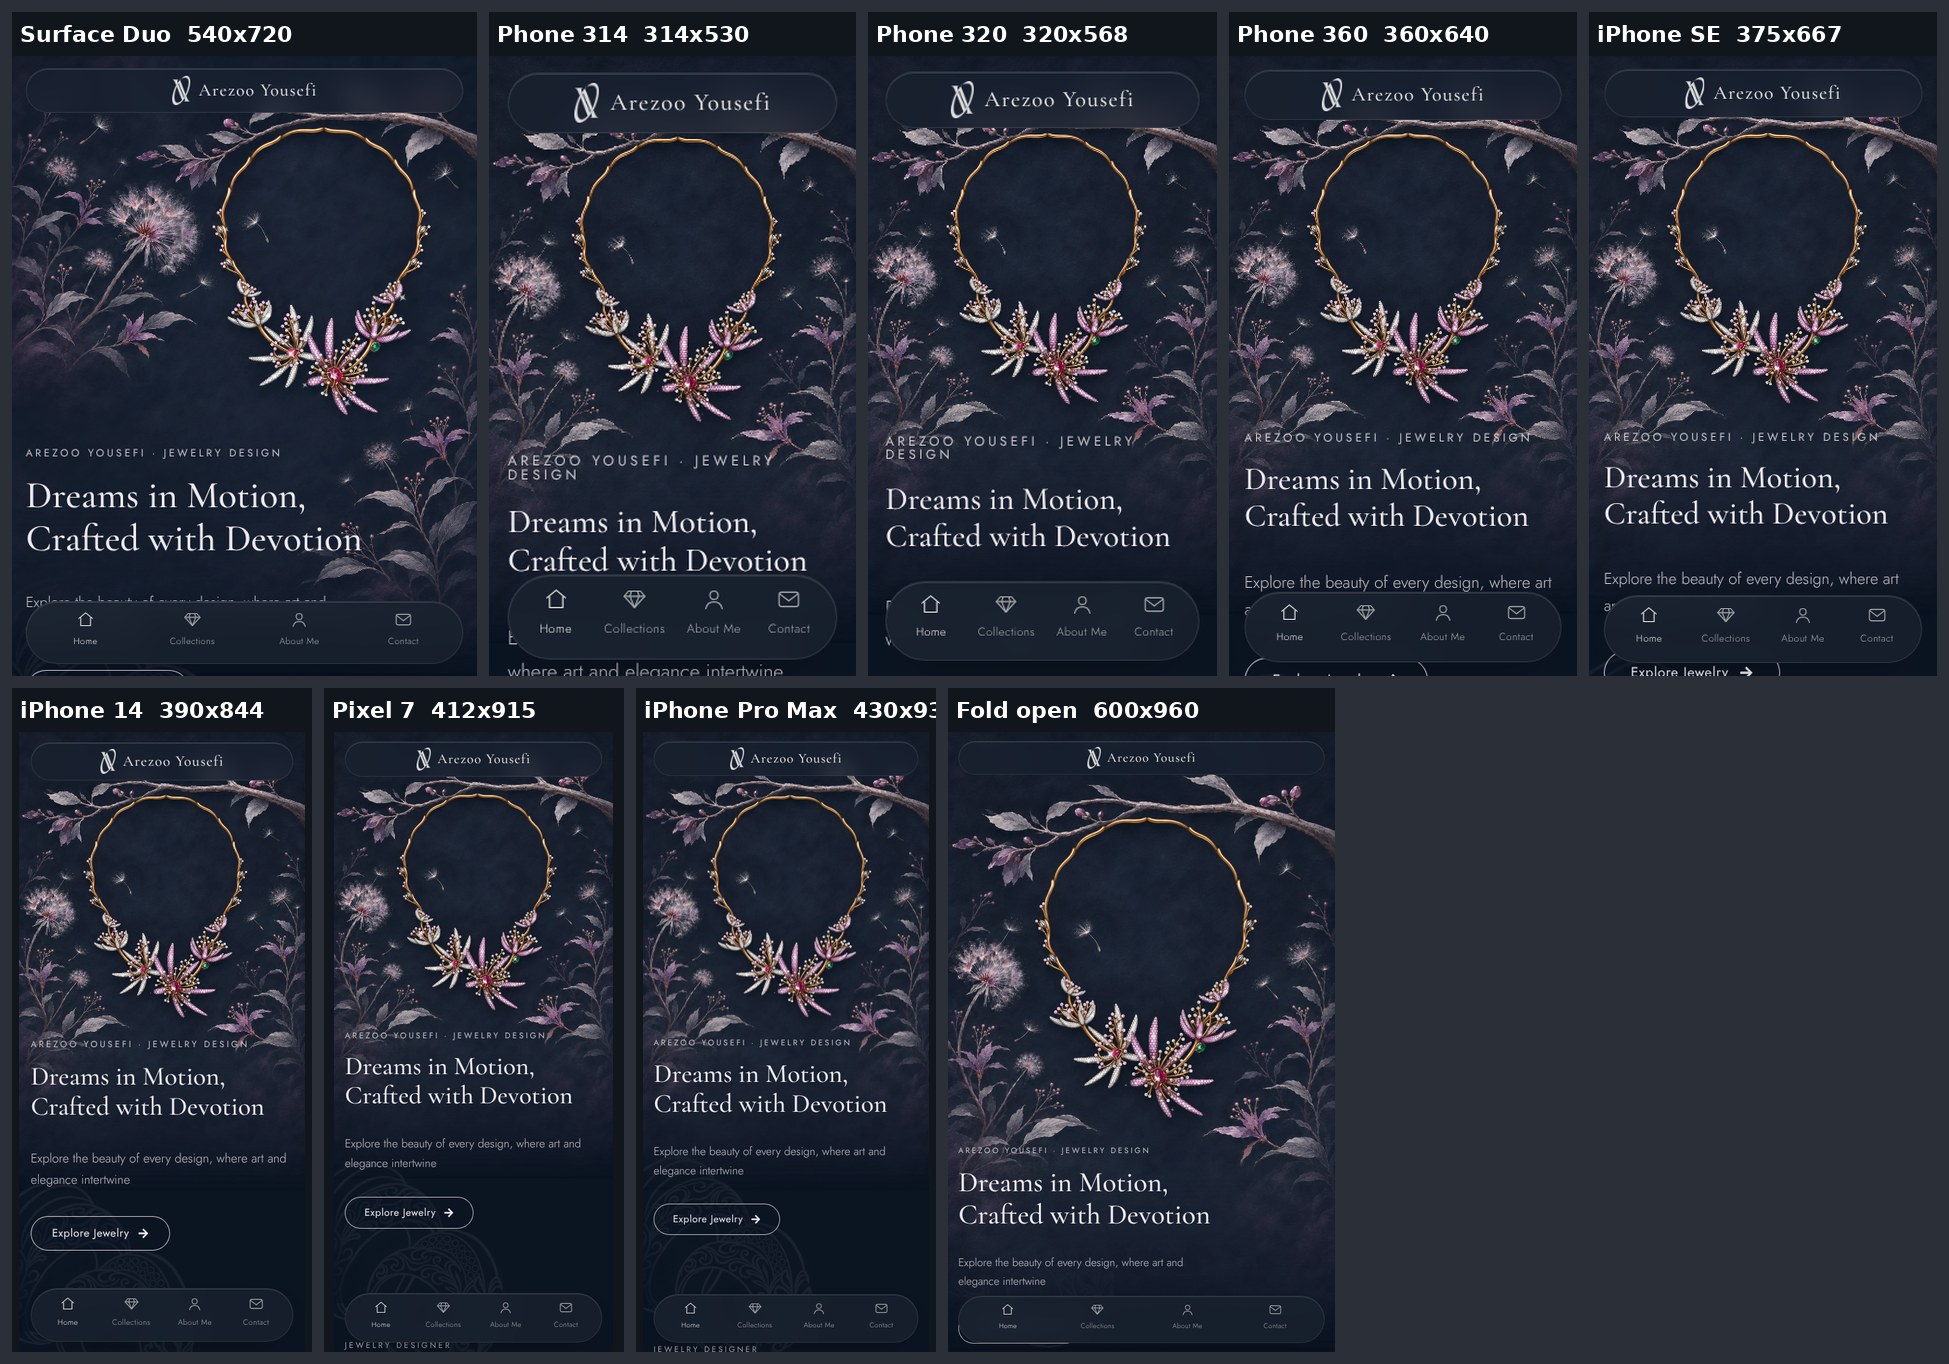 Surface Duo 540x720
Arezoo Yousefi
AREZOO YOUSEFI · JEWELRY DESIGN
Dreams in Motion,
Crafted with Devotion
Explore the beauty of every design, where art and
Home
Collections
About Me
Contact
Phone 314 314x530
Arezoo Yousefi
AREZOO YOUSEFI · JEWELRY
DESIGN
Dreams in Motion,
Crafted with Devotion
Home
Collections
About Me
Contact
where art and elegance intertwine
Phone 320 320x568
Arezoo Yousefi
AREZOO YOUSEFI · JEWELRY
DESIGN
Dreams in Motion,
Crafted with Devotion
Home
Collections
About Me
Contact
Phone 360 360x640
Arezoo Yousefi
AREZOO YOUSEFI · JEWELRY DESIGN
Dreams in Motion,
Crafted with Devotion
Explore the beauty of every design, where art
Home
Collections
About Me
Contact
iPhone SE 375x667
Arezoo Yousefi
AREZOO YOUSEFI · JEWELRY DESIGN
Dreams in Motion,
Crafted with Devotion
Explore the beauty of every design, where art
Home
Collections
About Me
Contact
Explore Jewelry
iPhone 14 390x844
Arezoo Yousefi
AREZOO YOUSEFI · JEWELRY DESIGN
Dreams in Motion,
Crafted with Devotion
Explore the beauty of every design, where art and
elegance intertwine
Explore Jewelry
Home
Collections
About Me
Contact
Pixel 7 412x915
Arezoo Yousefi
AREZOO YOUSEFI · JEWELRY DESIGN
Dreams in Motion,
Crafted with Devotion
Explore the beauty of every design, where art and
elegance intertwine
Explore Jewelry
Home
Collections
About Me
Contact
JEWELRY DESIGNER
iPhone Pro Max 430x93
Arezoo Yousefi
AREZOO YOUSEFI · JEWELRY DESIGN
Dreams in Motion,
Crafted with Devotion
Explore the beauty of every design, where art and
elegance intertwine
Explore Jewelry
Home
Collections
About Me
Contact
JEWELRY DESIGNER
Fold open 600x960
Arezoo Yousefi
AREZOO YOUSEFI · JEWELRY DESIGN
Dreams in Motion,
Crafted with Devotion
Explore the beauty of every design, where art and
elegance intertwine
Home
Collections
About Me
Contact